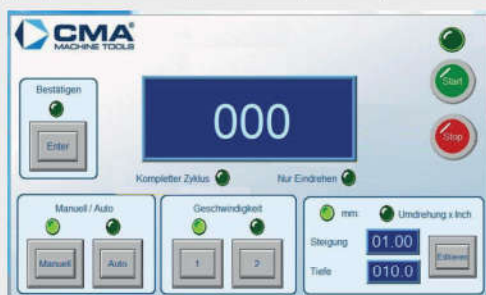 CMA®
MACHINE TOOLS
Start
Bestätigen
Enter
000
Stop
Kompletter Zyklus
Nur Eindrehen
Manuell / Auto
Manuell
Auto
Geschwindigkeit
1
2
mm
Umdrehung x Inch
Steigung 01.00
Tiefe 010.0
Editieren